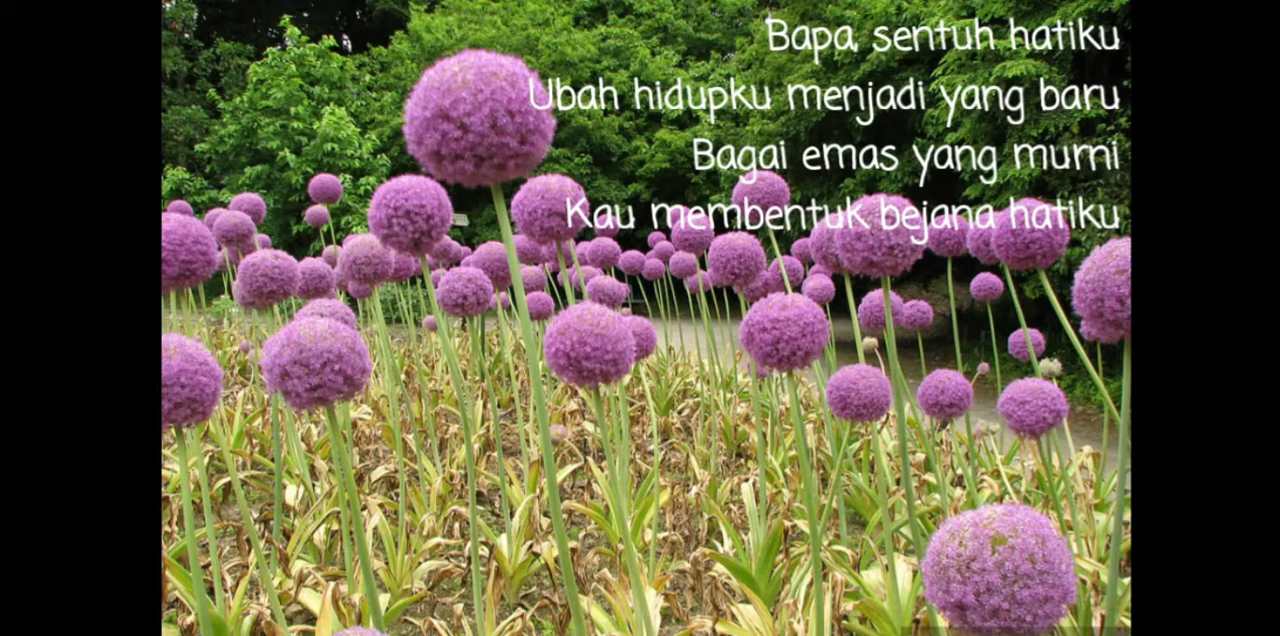 Bapa, sentuh hatiku
Ubah hidupku menjadi yang baru
Bagai emas yang murni
Kau membentuk bejana hatiku